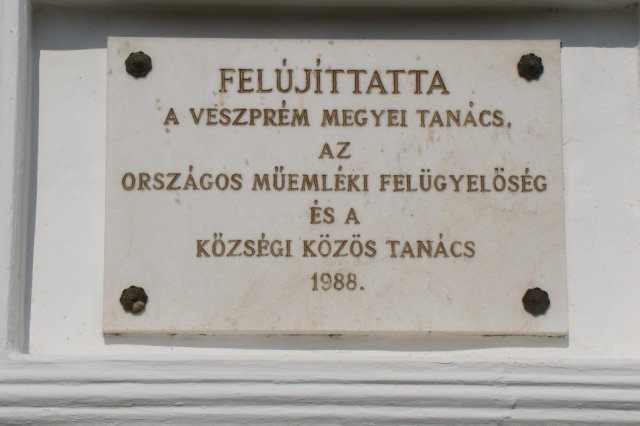 FELÚJÍTTATTA
A VESZPRÉM MEGYEI TANÁCS,
AZ
ORSZÁGOS MŰEMLÉKI FELÜGYELŐSÉG
ÉS A
KÖZSÉGI KÖZÖS TANÁCS
1988.